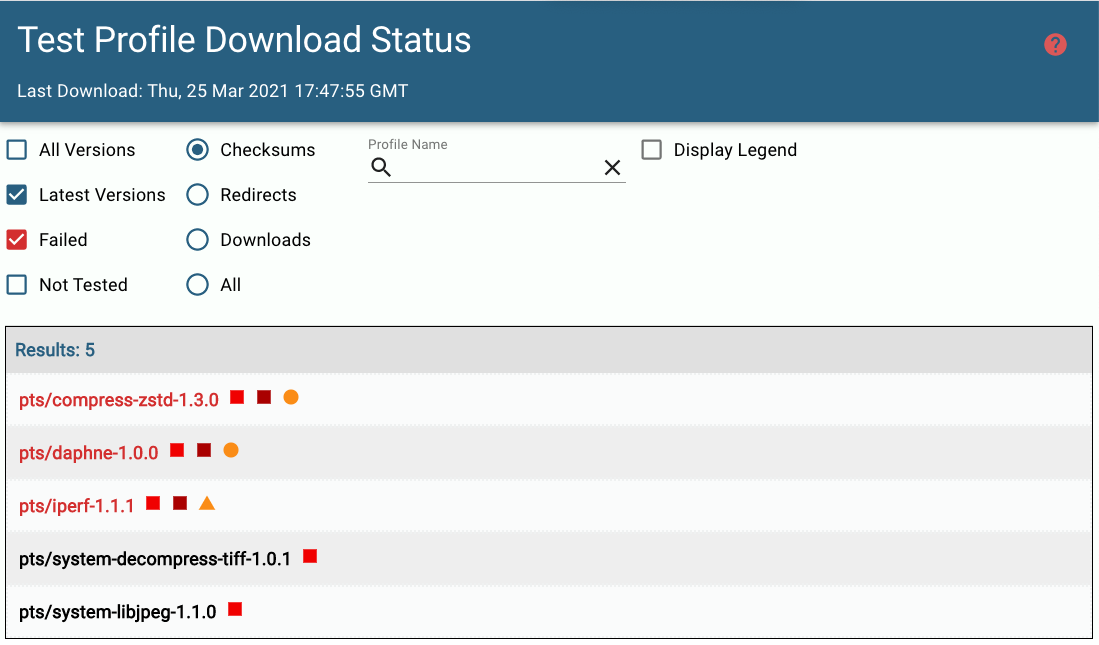 Test Profile Download Status
?
Last Download: Thu, 25 Mar 2021 17:47:55 GMT
All Versions
Checksums
Profile Name
Display Legend
Latest Versions
Redirects
Failed
Downloads
Not Tested
All
Results: 5
pts/compress-zstd-1.3.0
pts/daphne-1.0.0
pts/iperf-1.1.1
pts/system-decompress-tiff-1.0.1
pts/system-libjpeg-1.1.0